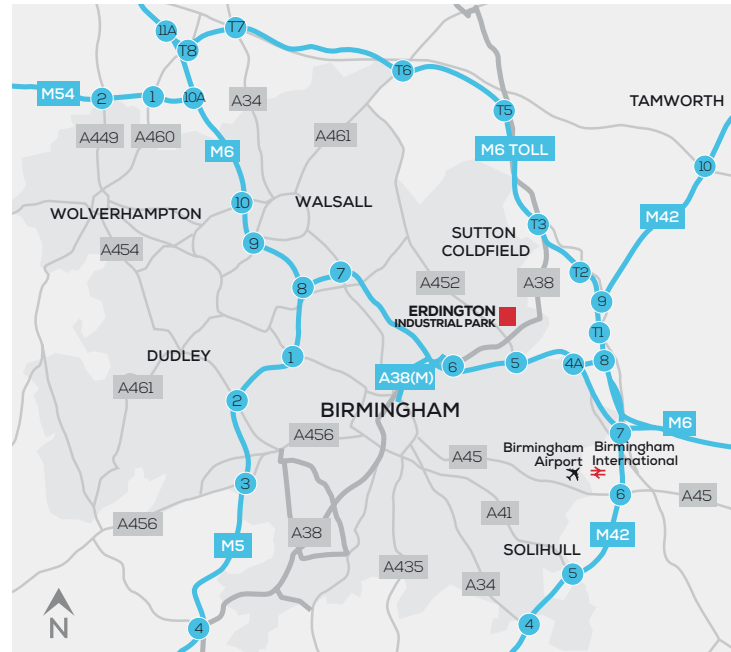 11A
T7
T8
T6
M54
2
1
10A
A34
T5
TAMWORTH
A449
A460
A461
M6
M6 TOLL
10
10
WALSALL
WOLVERHAMPTON
M42
T3
SUTTON
COLDFIELD
A454
9
7
T2
8
A452
A38
9
ERDINGTON
INDUSTRIAL PARK
T1
DUDLEY
1
6
5
4A
8
A461
A38(M)
2
BIRMINGHAM
M6
7
A456
Birmingham
Airport
Birmingham
International
A45
3
6
A45
A456
A38
A41
M5
M42
SOLIHULL
A435
A34
5
N
4
4